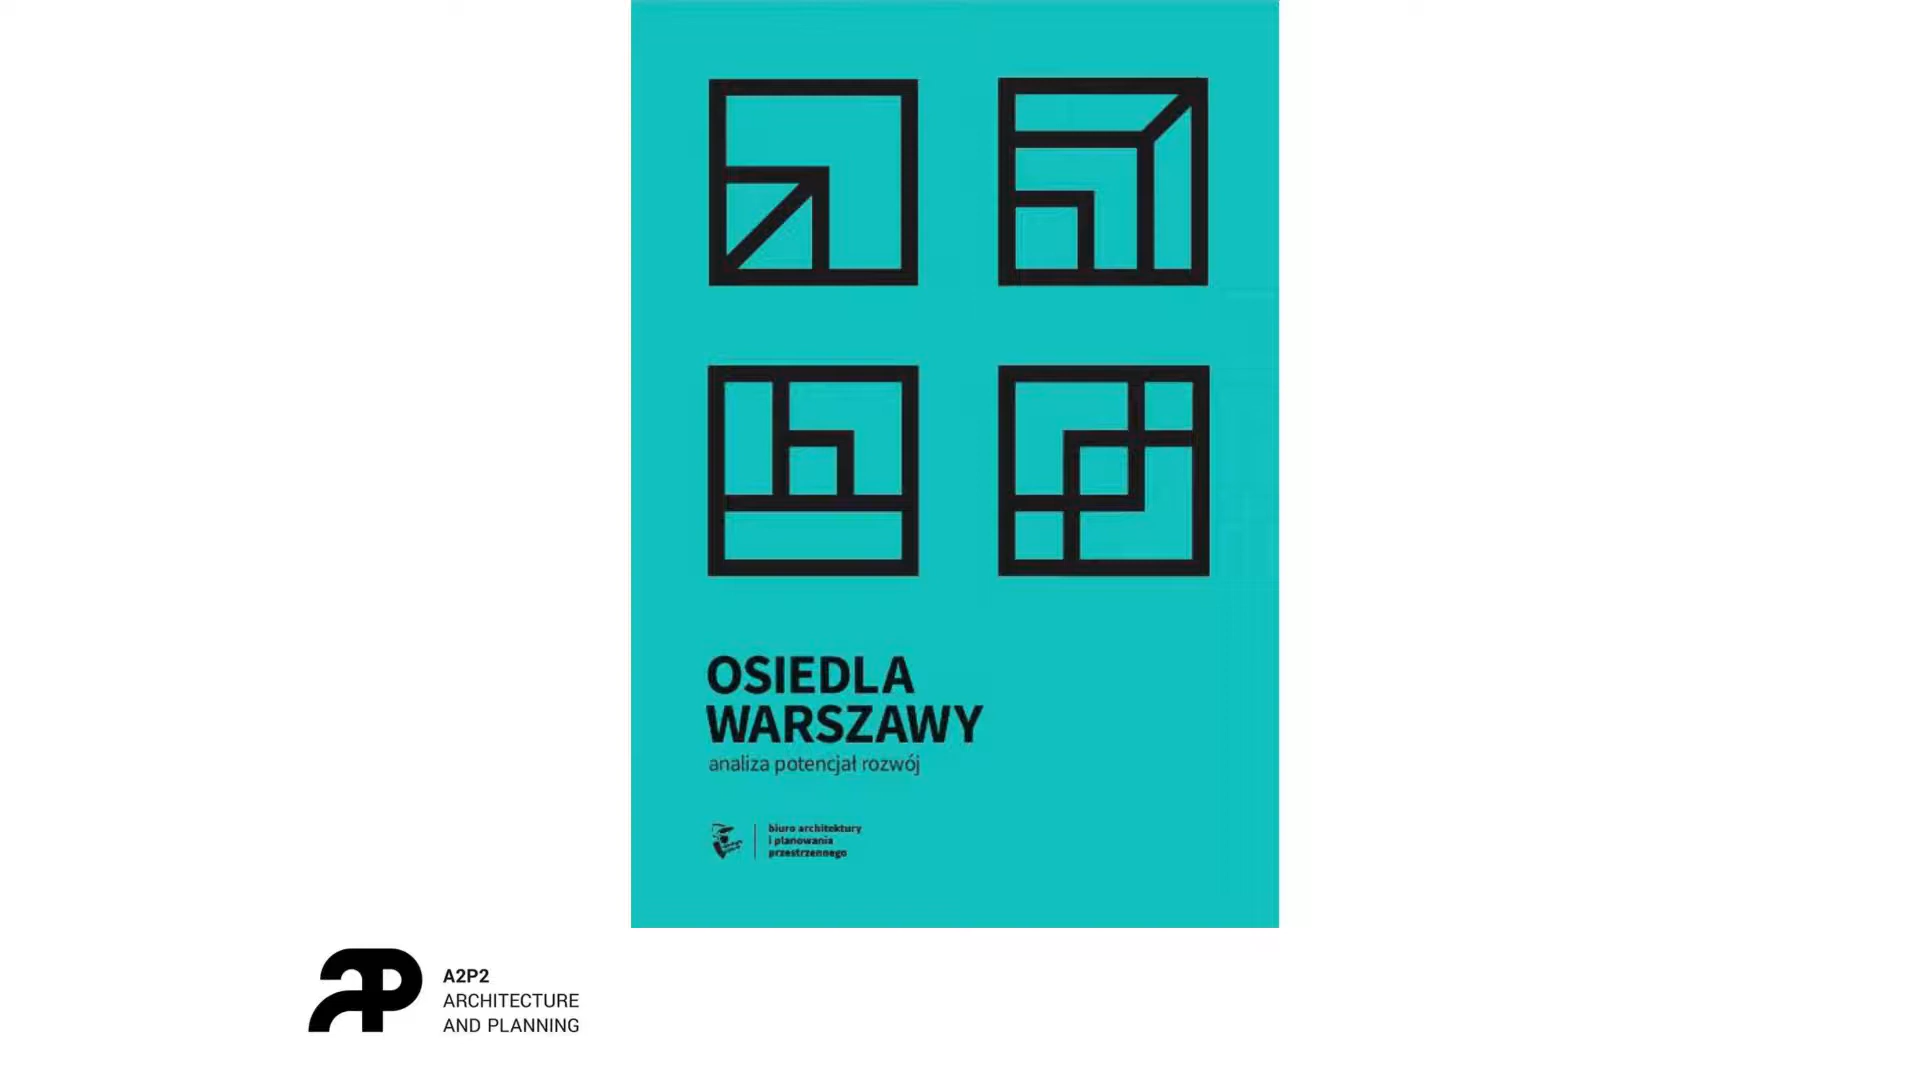 OSIEDLA
WARSZAWY
analiza potencjał rozwój
biuro architektury
i planowania
przestrzennego
A2P2
ARCHITECTURE
AND PLANNING